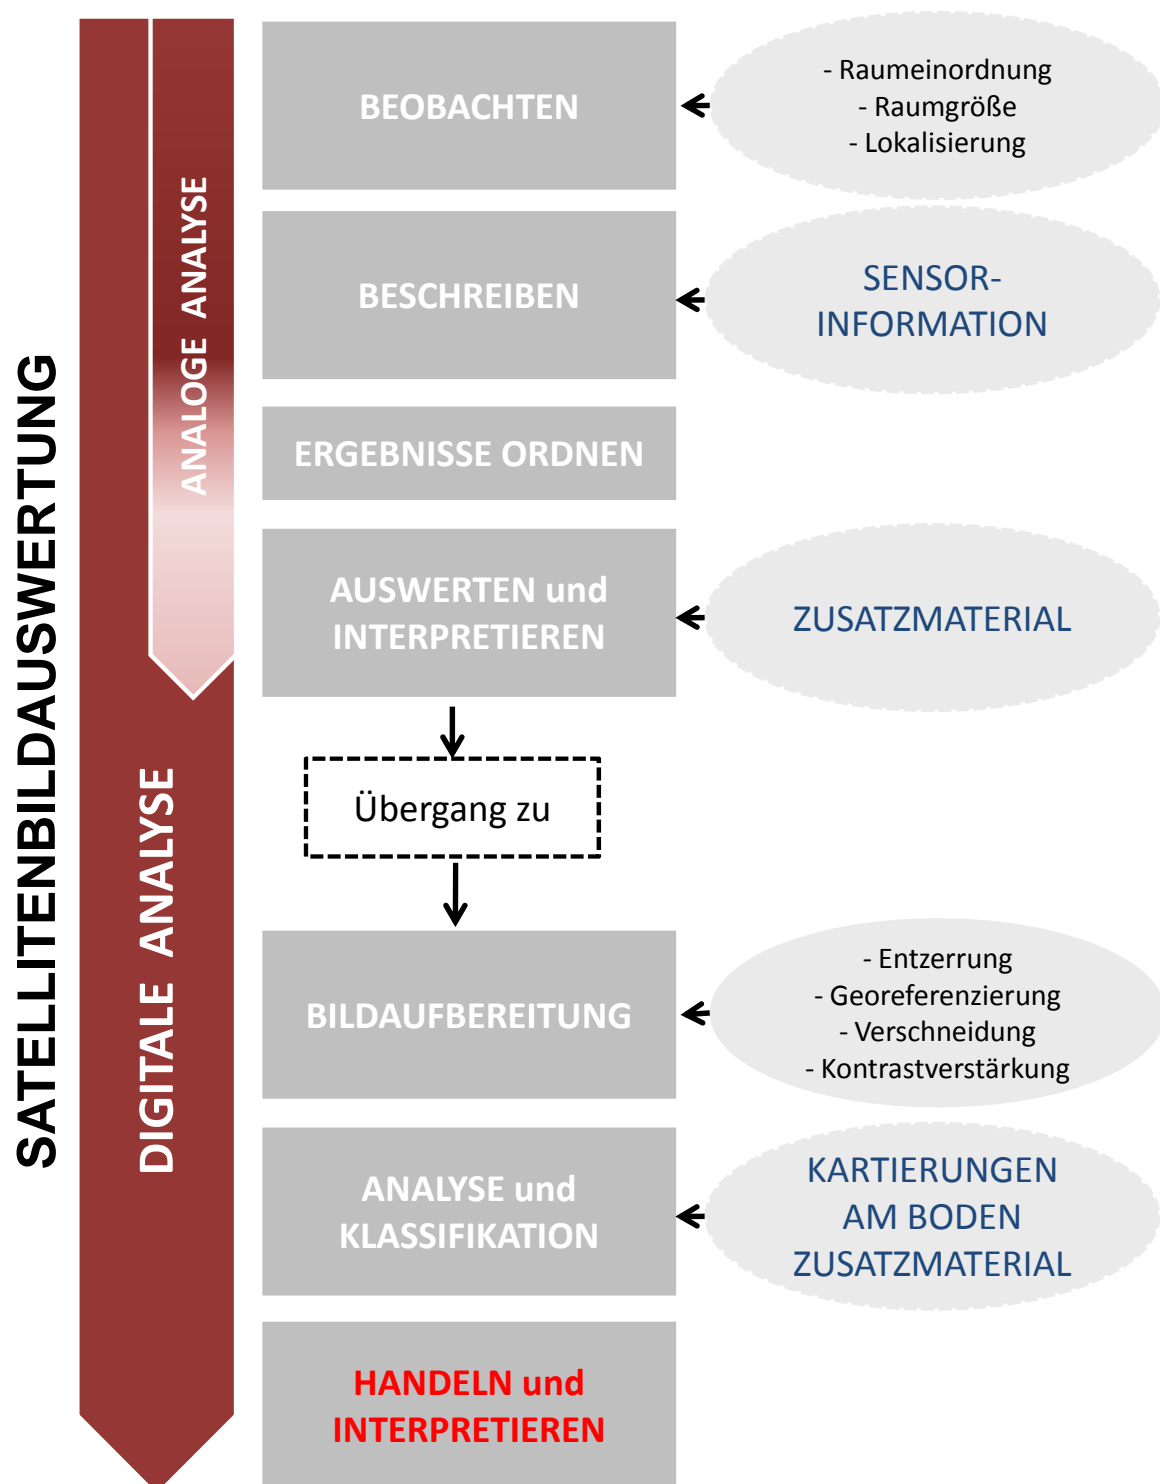 SATELLITENBILDAUSWERTUNG
DIGITALE ANALYSE
ANALOGE ANALYSE
BEOBACHTEN
- Raumeinordnung
- Raumgröße
- Lokalisierung
BESCHREIBEN
SENSOR-
INFORMATION
ERGEBNISSE ORDNEN
AUSWERTEN und
INTERPRETIEREN
ZUSATZMATERIAL
Übergang zu
BILDAUFBEREITUNG
- Entzerrung
- Georeferenzierung
- Verschneidung
- Kontrastverstärkung
ANALYSE und
KLASSIFIKATION
KARTIERUNGEN
AM BODEN
ZUSATZMATERIAL
HANDELN und
INTERPRETIEREN